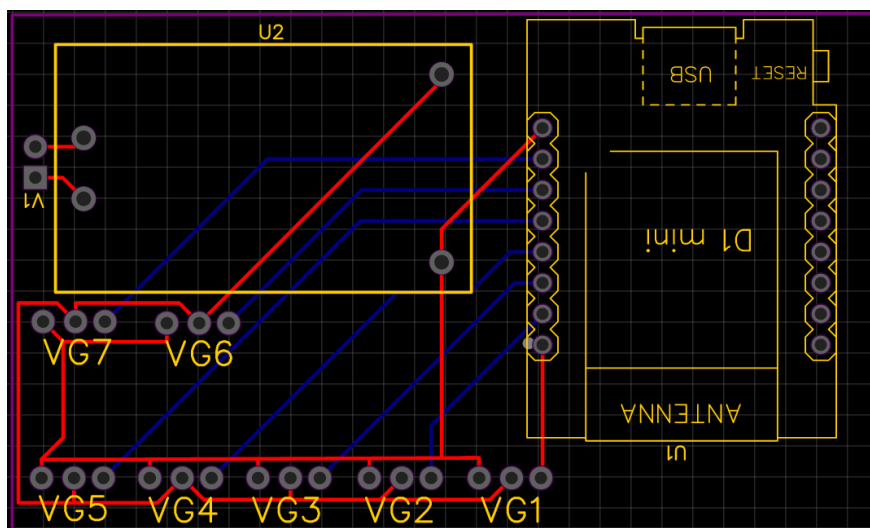 U2
USB
RESET
V1
D1 mini
VG7
VG6
ANTENNA
U1
VG5
VG4
VG3
VG2
VG1